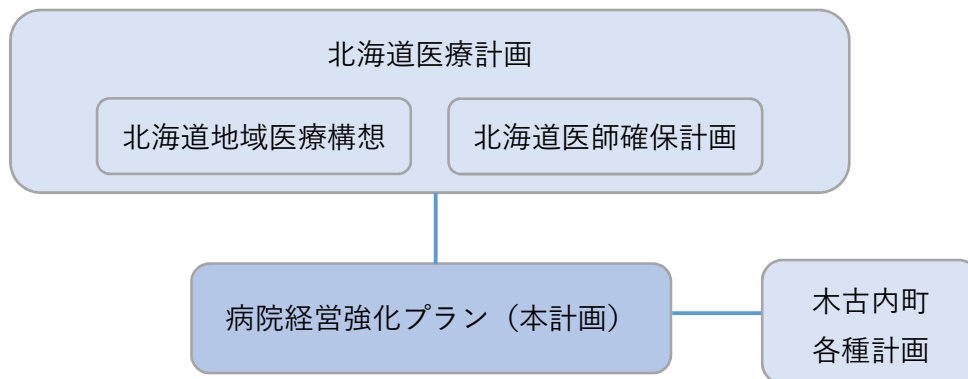 北海道医療計画
北海道地域医療構想
北海道医師確保計画
病院経営強化プラン（本計画）
木古内町
各種計画